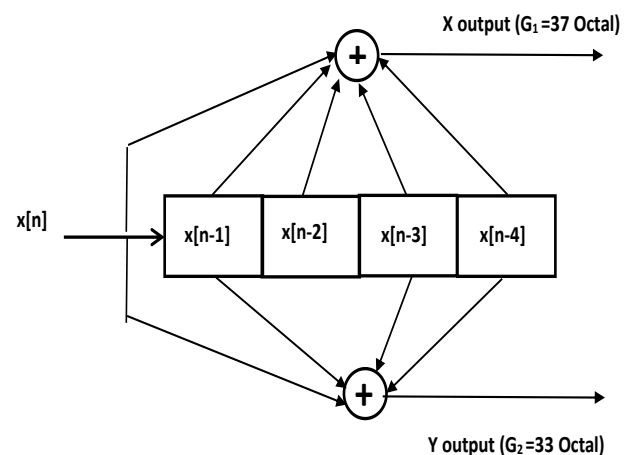 X output (G₁=37 Octal)
+
x[n]
x[n-1] x[n-2] x[n-3] x[n-4]
+
Y output (G₂=33 Octal)